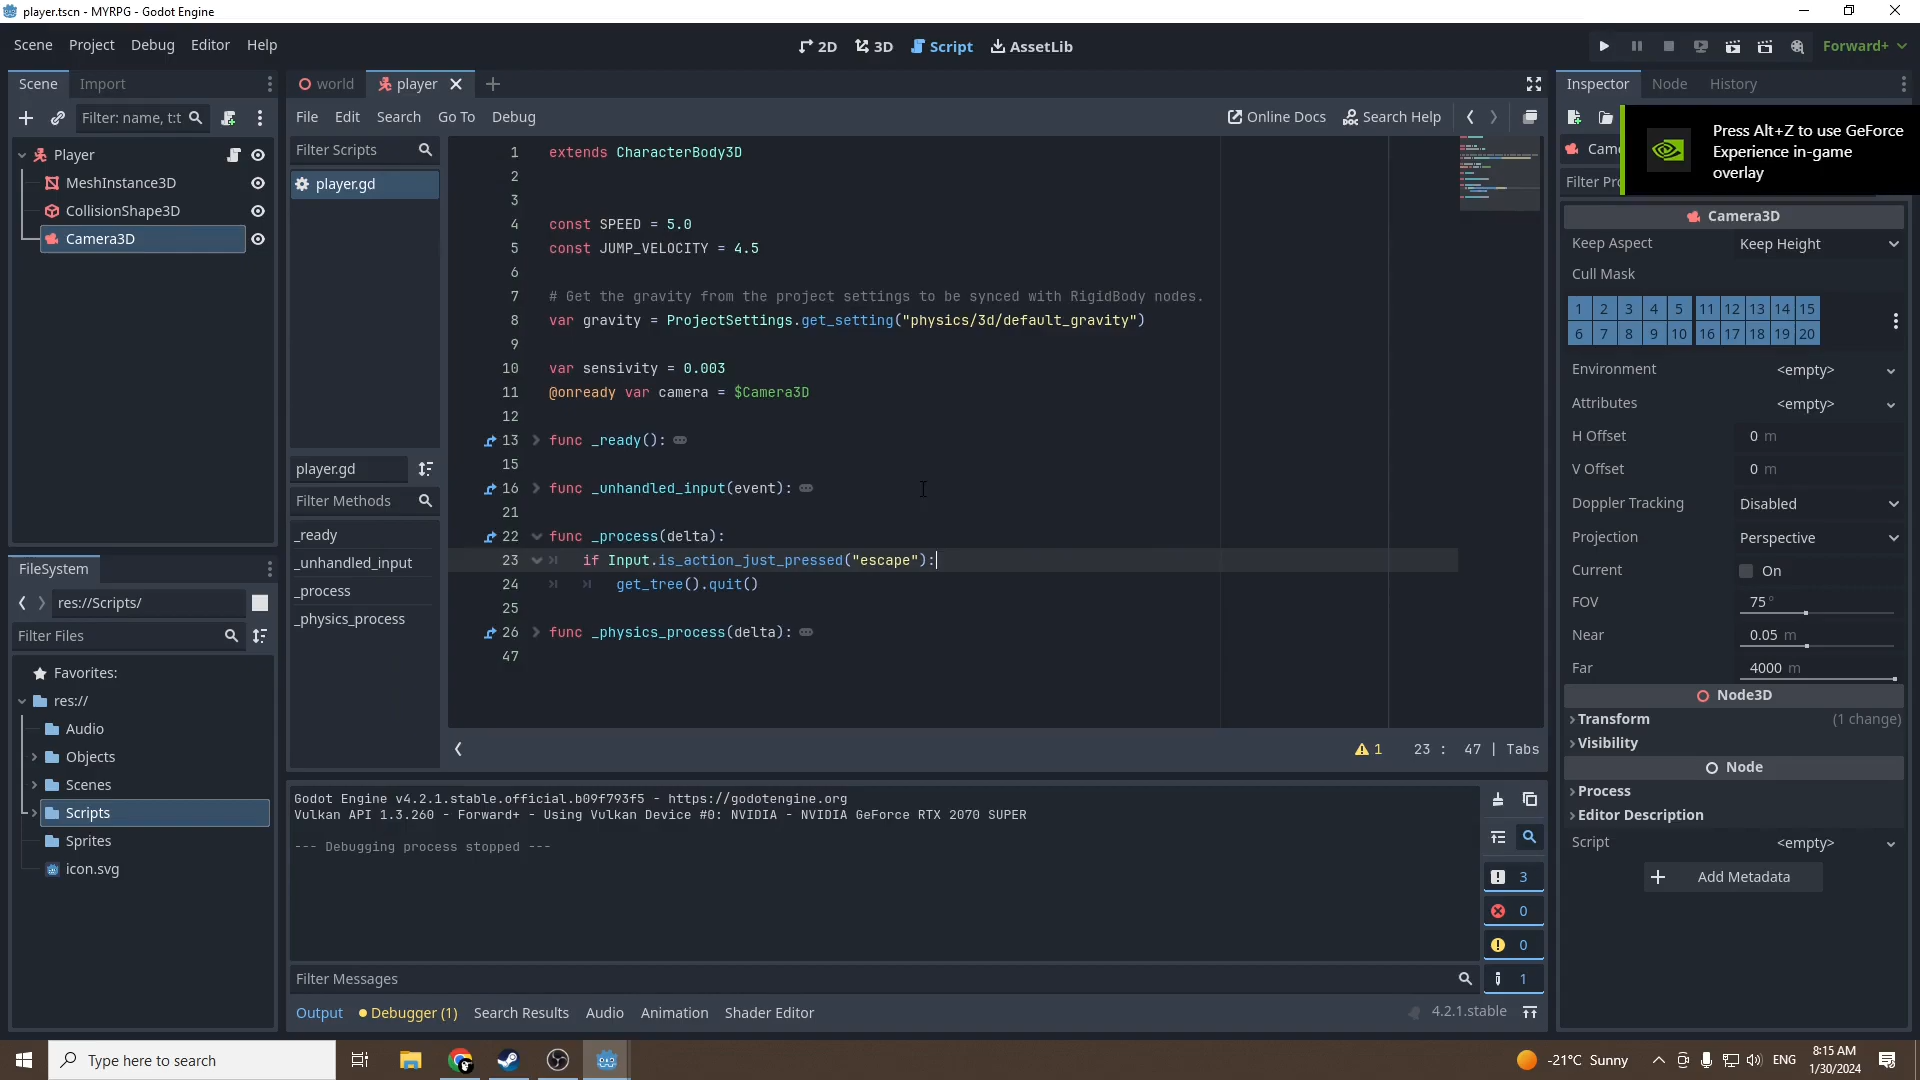 player.tscn - MYRPG - Godot Engine
Scene Project Debug Editor Help
2D 3D Script AssetLib
Forward+
Scene Import
world player
Inspector Node History
Filter: name, t:t
File Edit Search Go To Debug
Online Docs Search Help
Press Alt+Z to use GeForce
Experience in-game
overlay
Player
MeshInstance3D
CollisionShape3D
Camera3D
Filter Scripts
player.gd
player.gd
Filter Methods
_ready
_unhandled_input
_process
_physics_process
1 extends CharacterBody3D
2
3
4 const SPEED = 5.0
5 const JUMP_VELOCITY = 4.5
6
7 # Get the gravity from the project settings to be synced with RigidBody nodes.
8 var gravity = ProjectSettings.get_setting("physics/3d/default_gravity")
9
10 var sensivity = 0.003
11 @onready var camera = $Camera3D
12
13 func _ready():
15
16 func _unhandled_input(event):
21
22 func _process(delta):
23 if Input.is_action_just_pressed("escape"):
24 get_tree().quit()
25
26 func _physics_process(delta):
47
1 23 : 47 | Tabs
FileSystem
res://Scripts/
Filter Files
Favorites:
res://
Audio
Objects
Scenes
Scripts
Sprites
icon.svg
Godot Engine v4.2.1.stable.official.b09f793f5 - https://godotengine.org
Vulkan API 1.3.260 - Forward+ - Using Vulkan Device #0: NVIDIA - NVIDIA GeForce RTX 2070 SUPER
--- Debugging process stopped ---
3
0
0
1
Filter Messages
Output Debugger (1) Search Results Audio Animation Shader Editor
4.2.1.stable
Came
Filter Pro
Camera3D
Keep Aspect Keep Height
Cull Mask
1 2 3 4 5 11 12 13 14 15
6 7 8 9 10 16 17 18 19 20
Environment <empty>
Attributes <empty>
H Offset 0 m
V Offset 0 m
Doppler Tracking Disabled
Projection Perspective
Current On
FOV 75 °
Near 0.05 m
Far 4000 m
Node3D
Transform (1 change)
Visibility
Node
Process
Editor Description
Script <empty>
Add Metadata
Type here to search
-21°C Sunny
ENG
8:15 AM
1/30/2024